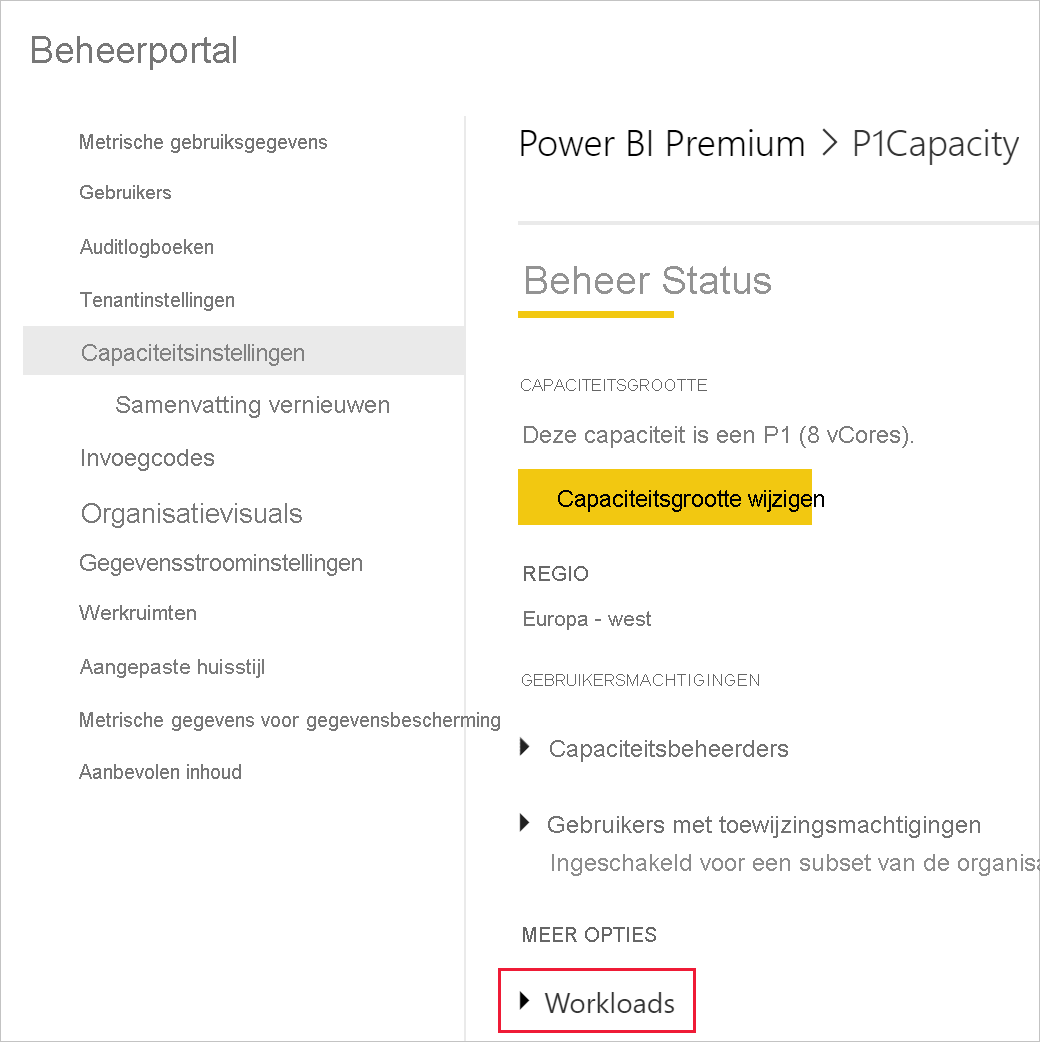 Beheerportal
Metrische gebruiksgegevens
Gebruikers
Auditlogboeken
Tenantinstellingen
Capaciteitsinstellingen
Samenvatting vernieuwen
Invoegcodes
Organisatievisuals
Gegevensstroominstellingen
Werkruimten
Aangepaste huisstijl
Metrische gegevens voor gegevensbescherming
Aanbevolen inhoud
Power BI Premium > P1Capacity
Beheer Status
CAPACITEITSGROOTTE
Deze capaciteit is een P1 (8 vCores).
Capaciteitsgrootte wijzigen
REGIO
Europa - west
GEBRUIKERSMACHTIGINGEN
Capaciteitsbeheerders
Gebruikers met toewijzingsmachtigingen
Ingeschakeld voor een subset van de organisa
MEER OPTIES
Workloads